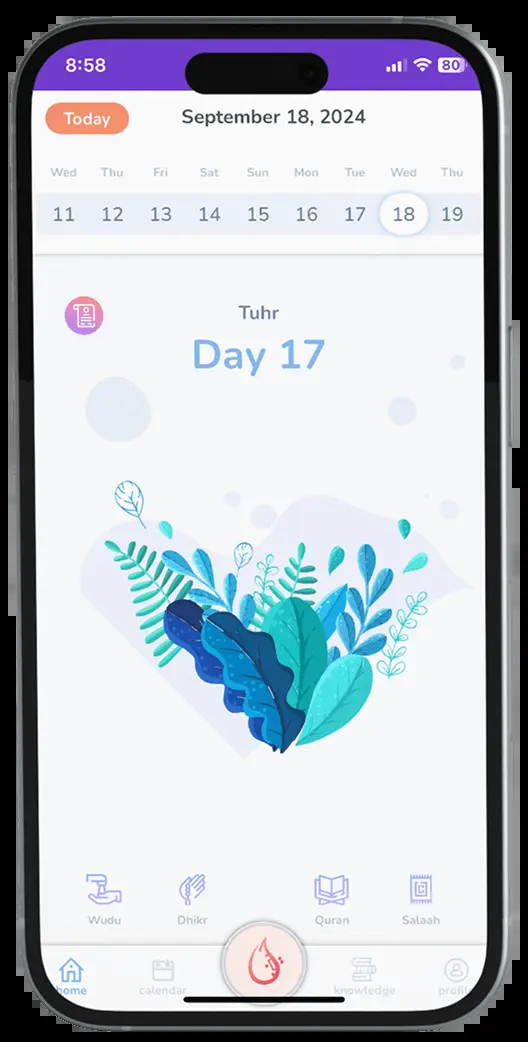 8:58
80
Today
September 18, 2024
Wed Thu Fri Sat Sun Mon Tue Wed Thu
11 12 13 14 15 16 17 18 19
Tuhr
Day 17
Wudu Dhikr Quran Salaah
home calendar knowledge profile